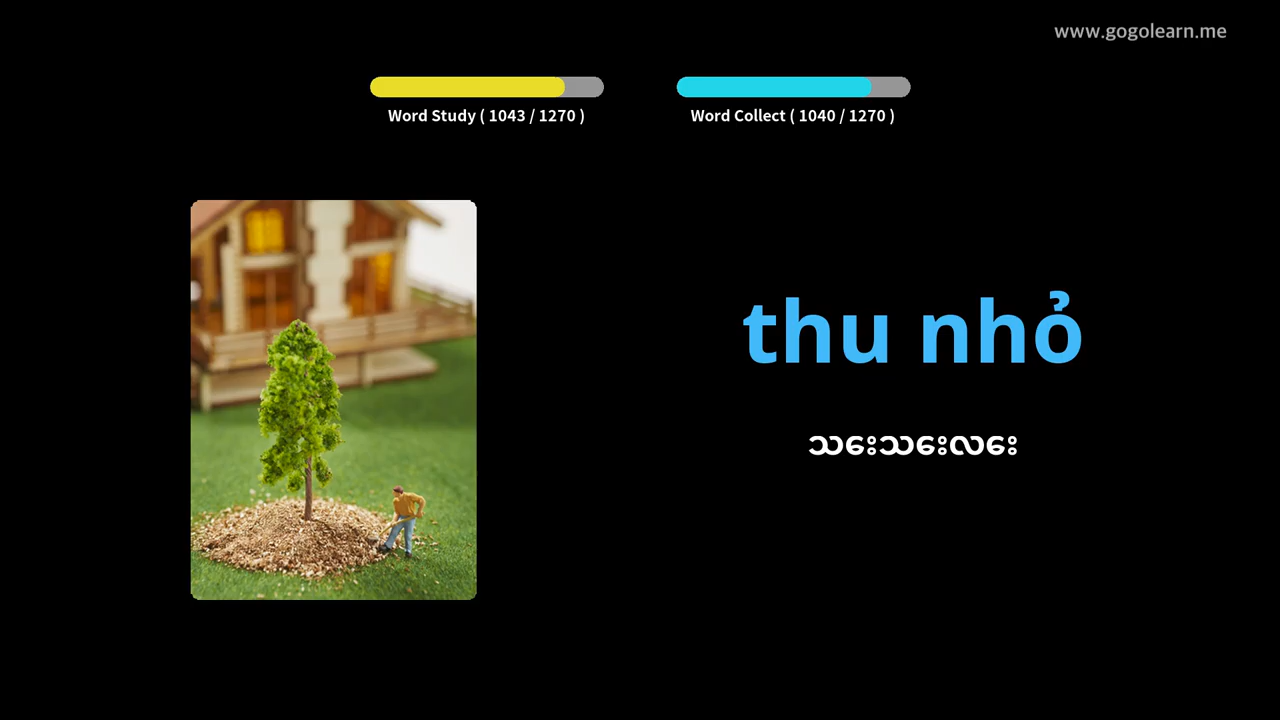 www.gogolearn.me
Word Study ( 1043 / 1270 )
Word Collect ( 1040 / 1270 )
thu nhỏ
သေးသေးလေး